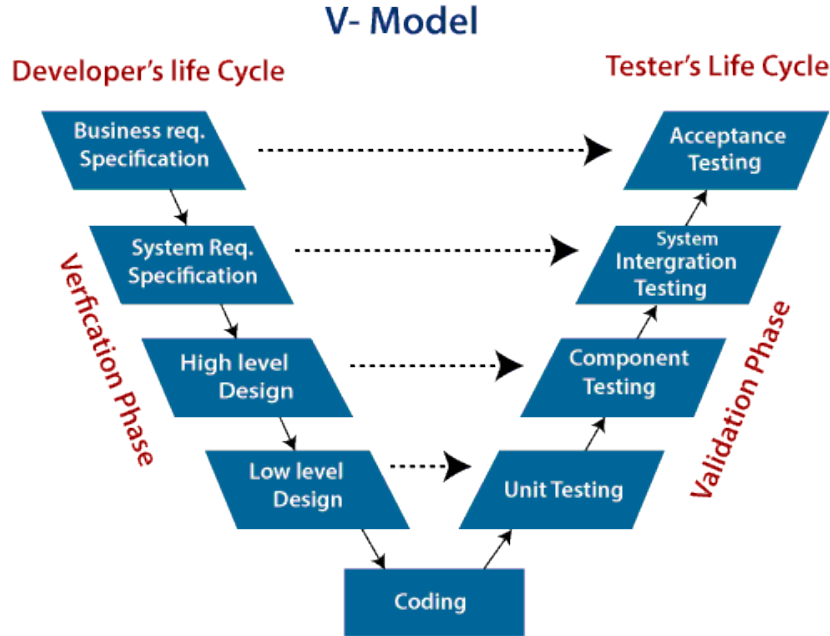 V- Model
Developer's life Cycle
Tester's Life Cycle
Business req.
Specification
Acceptance
Testing
System Req.
Specification
System
Intergration
Testing
Verfication Phase
High level
Design
Component
Testing
Validation Phase
Low level
Design
Unit Testing
Coding